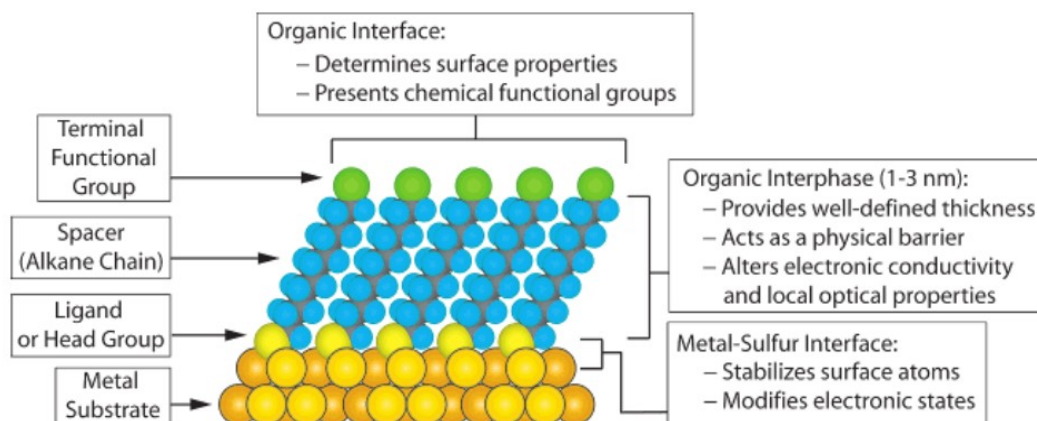 Organic Interface:
– Determines surface properties
– Presents chemical functional groups
Terminal
Functional
Group
Spacer
(Alkane Chain)
Ligand
or Head Group
Metal
Substrate
Organic Interphase (1-3 nm):
– Provides well-defined thickness
– Acts as a physical barrier
– Alters electronic conductivity
and local optical properties
Metal-Sulfur Interface:
– Stabilizes surface atoms
– Modifies electronic states